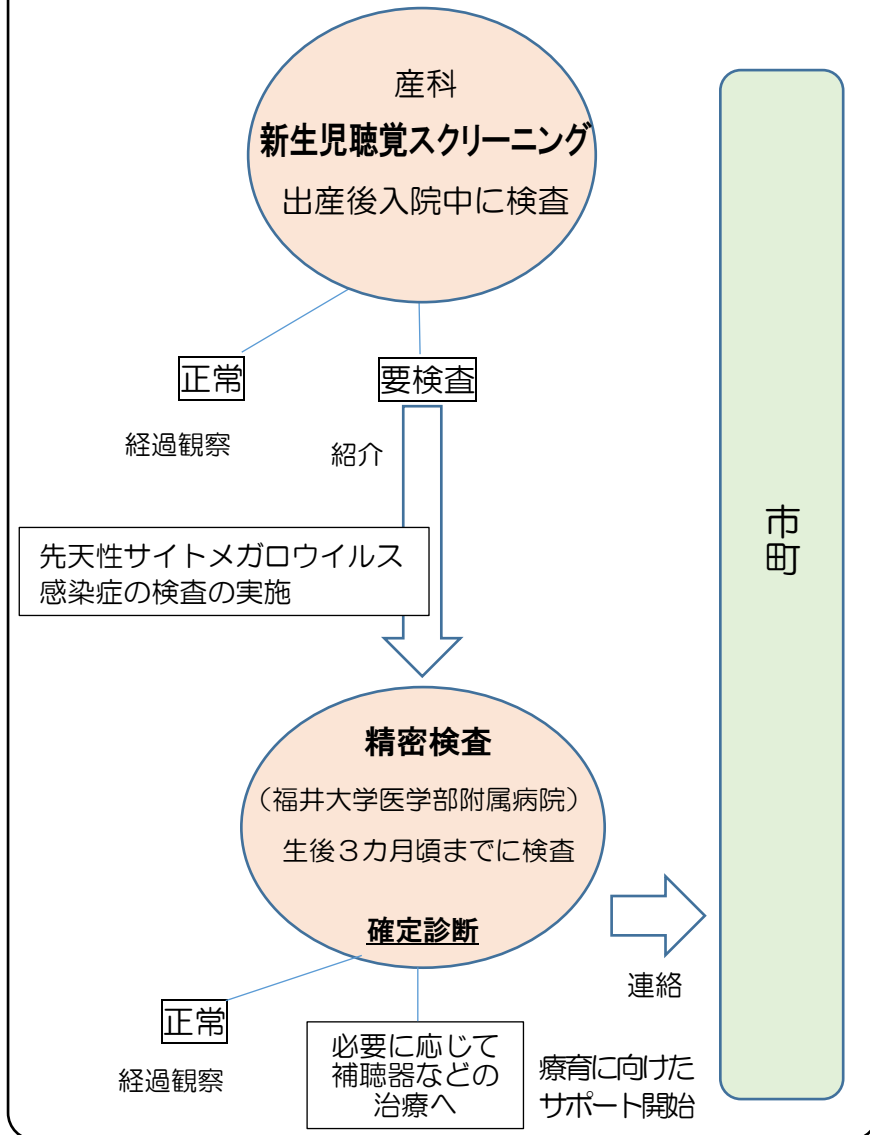 産科
新生児聴覚スクリーニング
出産後入院中に検査
正常
要検査
経過観察
紹介
先天性サイトメガロウイルス
感染症の検査の実施
市町
精密検査
（福井大学医学部附属病院）
生後３カ月頃までに検査
確定診断
連絡
正常
経過観察
必要に応じて
補聴器などの
治療へ
療育に向けた
サポート開始